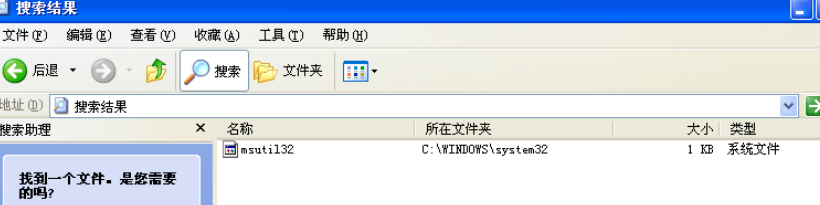 搜索结果
文件(F) 编辑(E) 查看(V) 收藏(A) 工具(T) 帮助(H)
后退 搜索 文件夹
地址(D) 搜索结果
搜索助理 名称 所在文件夹 大小 类型
msutil32 C:\WINDOWS\system32 1 KB 系统文件
找到一个文件。是您需要
的吗?